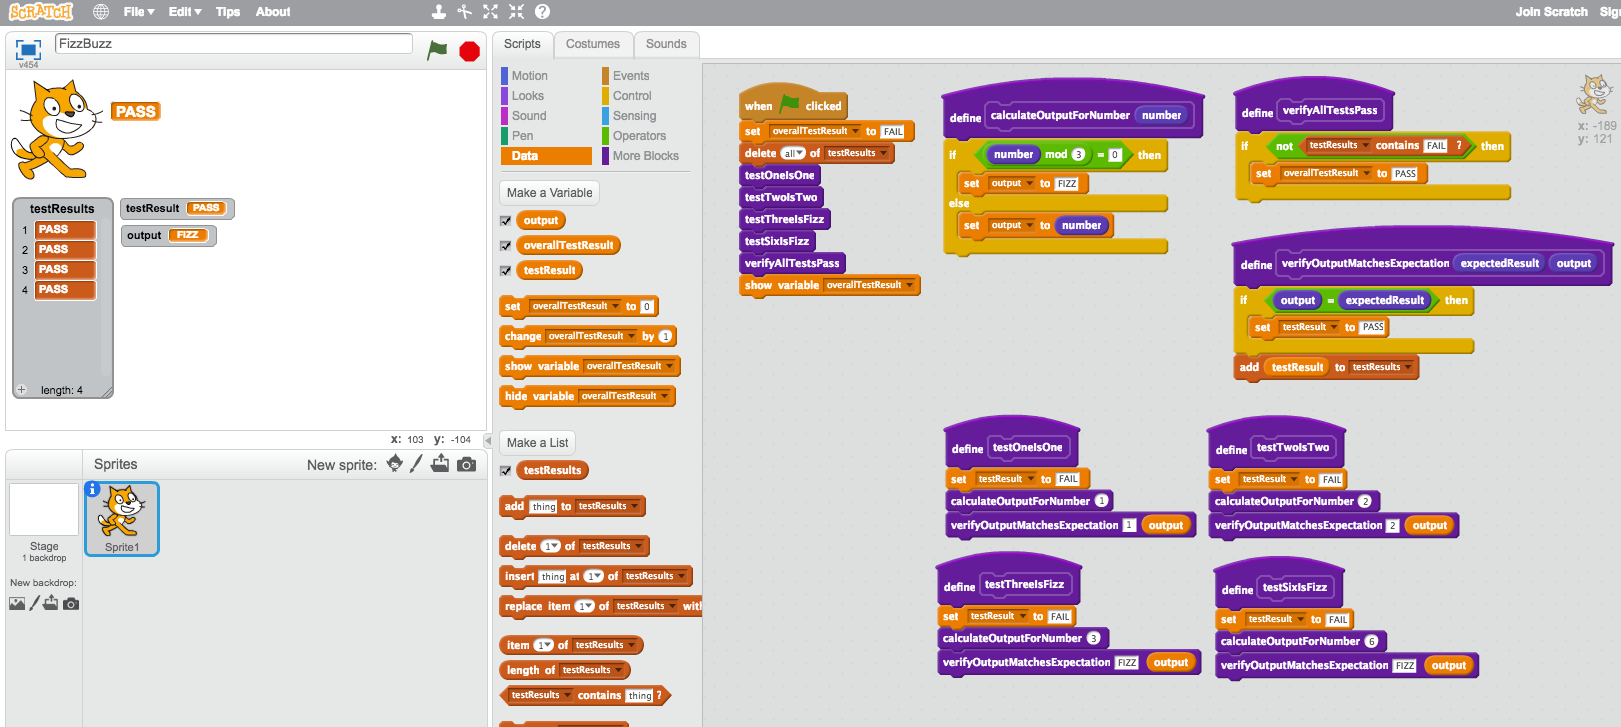 SCRATCH File Edit Tips About Join Scratch
FizzBuzz
v454
PASS
testResults
1 PASS
2 PASS
3 PASS
4 PASS
length: 4
testResult PASS
output FIZZ
x: 103 y: -104
Sprites New sprite:
Stage
1 backdrop
New backdrop:
Sprite1
Scripts Costumes Sounds
Motion Events
Looks Control
Sound Sensing
Pen Operators
Data More Blocks
Make a Variable
output
overallTestResult
testResult
set overallTestResult to 0
change overallTestResult by 1
show variable overallTestResult
hide variable overallTestResult
Make a List
testResults
add thing to testResults
delete 1 of testResults
insert thing at 1 of testResults
replace item 1 of testResults
item 1 of testResults
length of testResults
testResults contains thing ?
when clicked
set overallTestResult to FAIL
delete all of testResults
testOneIsOne
testTwoIsTwo
testThreeIsFizz
testSixIsFizz
verifyAllTestsPass
show variable overallTestResult
define calculateOutputForNumber number
if number mod 3 = 0 then
set output to FIZZ
else
set output to number
define verifyAllTestsPass
if not testResults contains FAIL ? then
set overallTestResult to PASS
x: -189
y: 121
define verifyOutputMatchesExpectation expectedResult output
if output = expectedResult then
set testResult to PASS
add testResult to testResults
define testOneIsOne
set testResult to FAIL
calculateOutputForNumber 1
verifyOutputMatchesExpectation 1 output
define testTwoIsTwo
set testResult to FAIL
calculateOutputForNumber 2
verifyOutputMatchesExpectation 2 output
define testThreeIsFizz
set testResult to FAIL
calculateOutputForNumber 3
verifyOutputMatchesExpectation FIZZ output
define testSixIsFizz
set testResult to FAIL
calculateOutputForNumber 6
verifyOutputMatchesExpectation FIZZ output